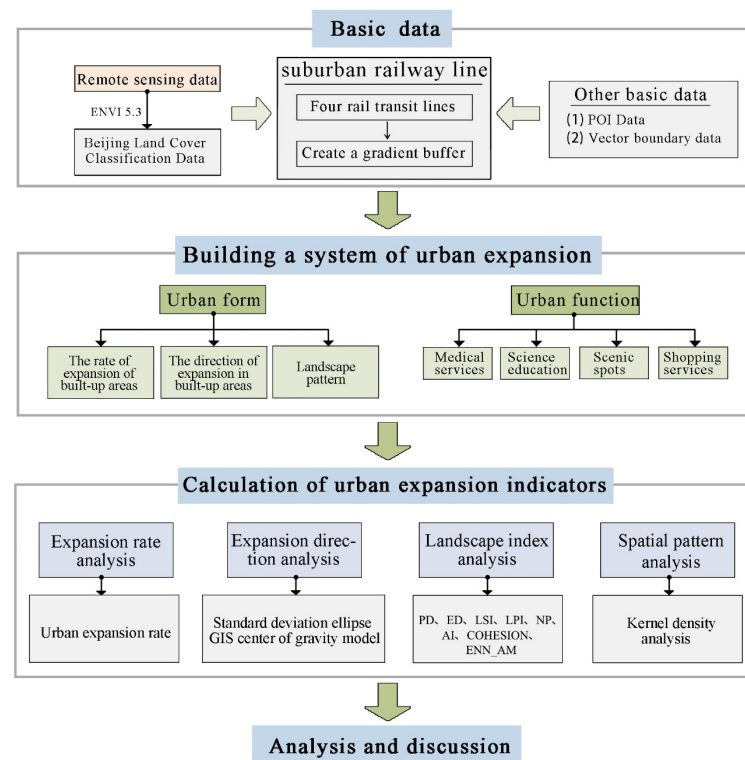 Basic data
Remote sensing data
ENVI 5.3
Beijing Land Cover
Classification Data
suburban railway line
Four rail transit lines
Create a gradient buffer
Other basic data
(1) POI Data
(2) Vector boundary data
Building a system of urban expansion
Urban form
The rate of
expansion of
built-up areas
The direction of
expansion in
built-up areas
Landscape
pattern
Urban function
Medical
services
Science
education
Scenic
spots
Shopping
services
Calculation of urban expansion indicators
Expansion rate
analysis
Urban expansion rate
Expansion direc-
tion analysis
Standard deviation ellipse
GIS center of gravity model
Landscape index
analysis
PD、ED、LSI、LPI、NP、
AI、COHESION、
ENN_AM
Spatial pattern
analysis
Kernel density
analysis
Analysis and discussion